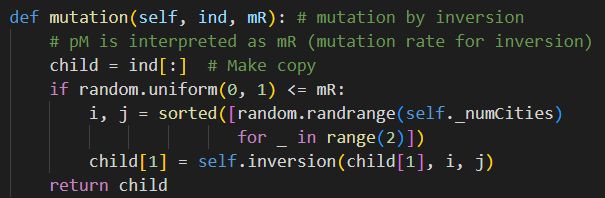 def mutation(self, ind, mR): # mutation by inversion
    # pM is interpreted as mR (mutation rate for inversion)
    child = ind[:]  # Make copy
    if random.uniform(0, 1) <= mR:
        i, j = sorted([random.randrange(self._numCities)
                       for _ in range(2)])
        child[1] = self.inversion(child[1], i, j)
    return child